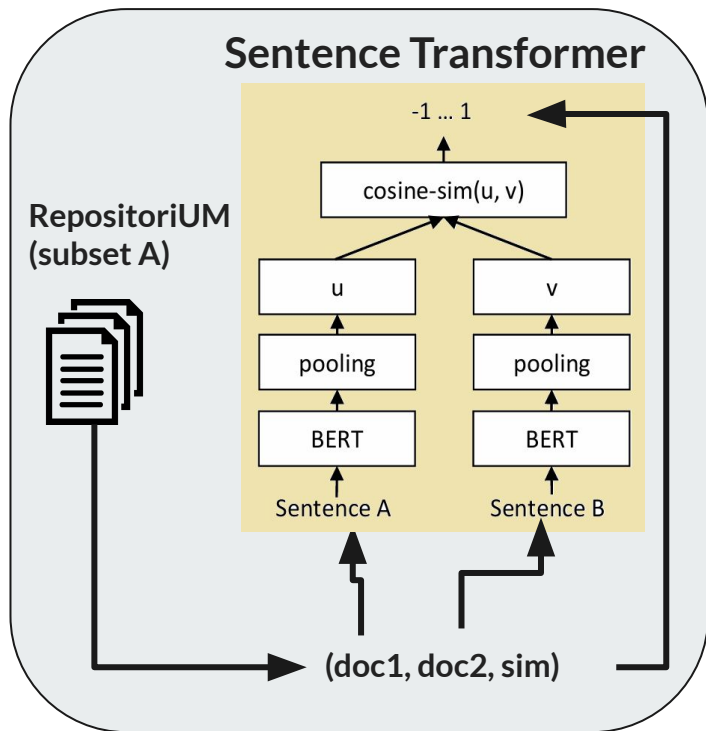 Sentence Transformer
-1 ... 1
cosine-sim(u, v)
RepositoriUM
(subset A)
u
v
pooling
pooling
BERT
BERT
Sentence A
Sentence B
(doc1, doc2, sim)